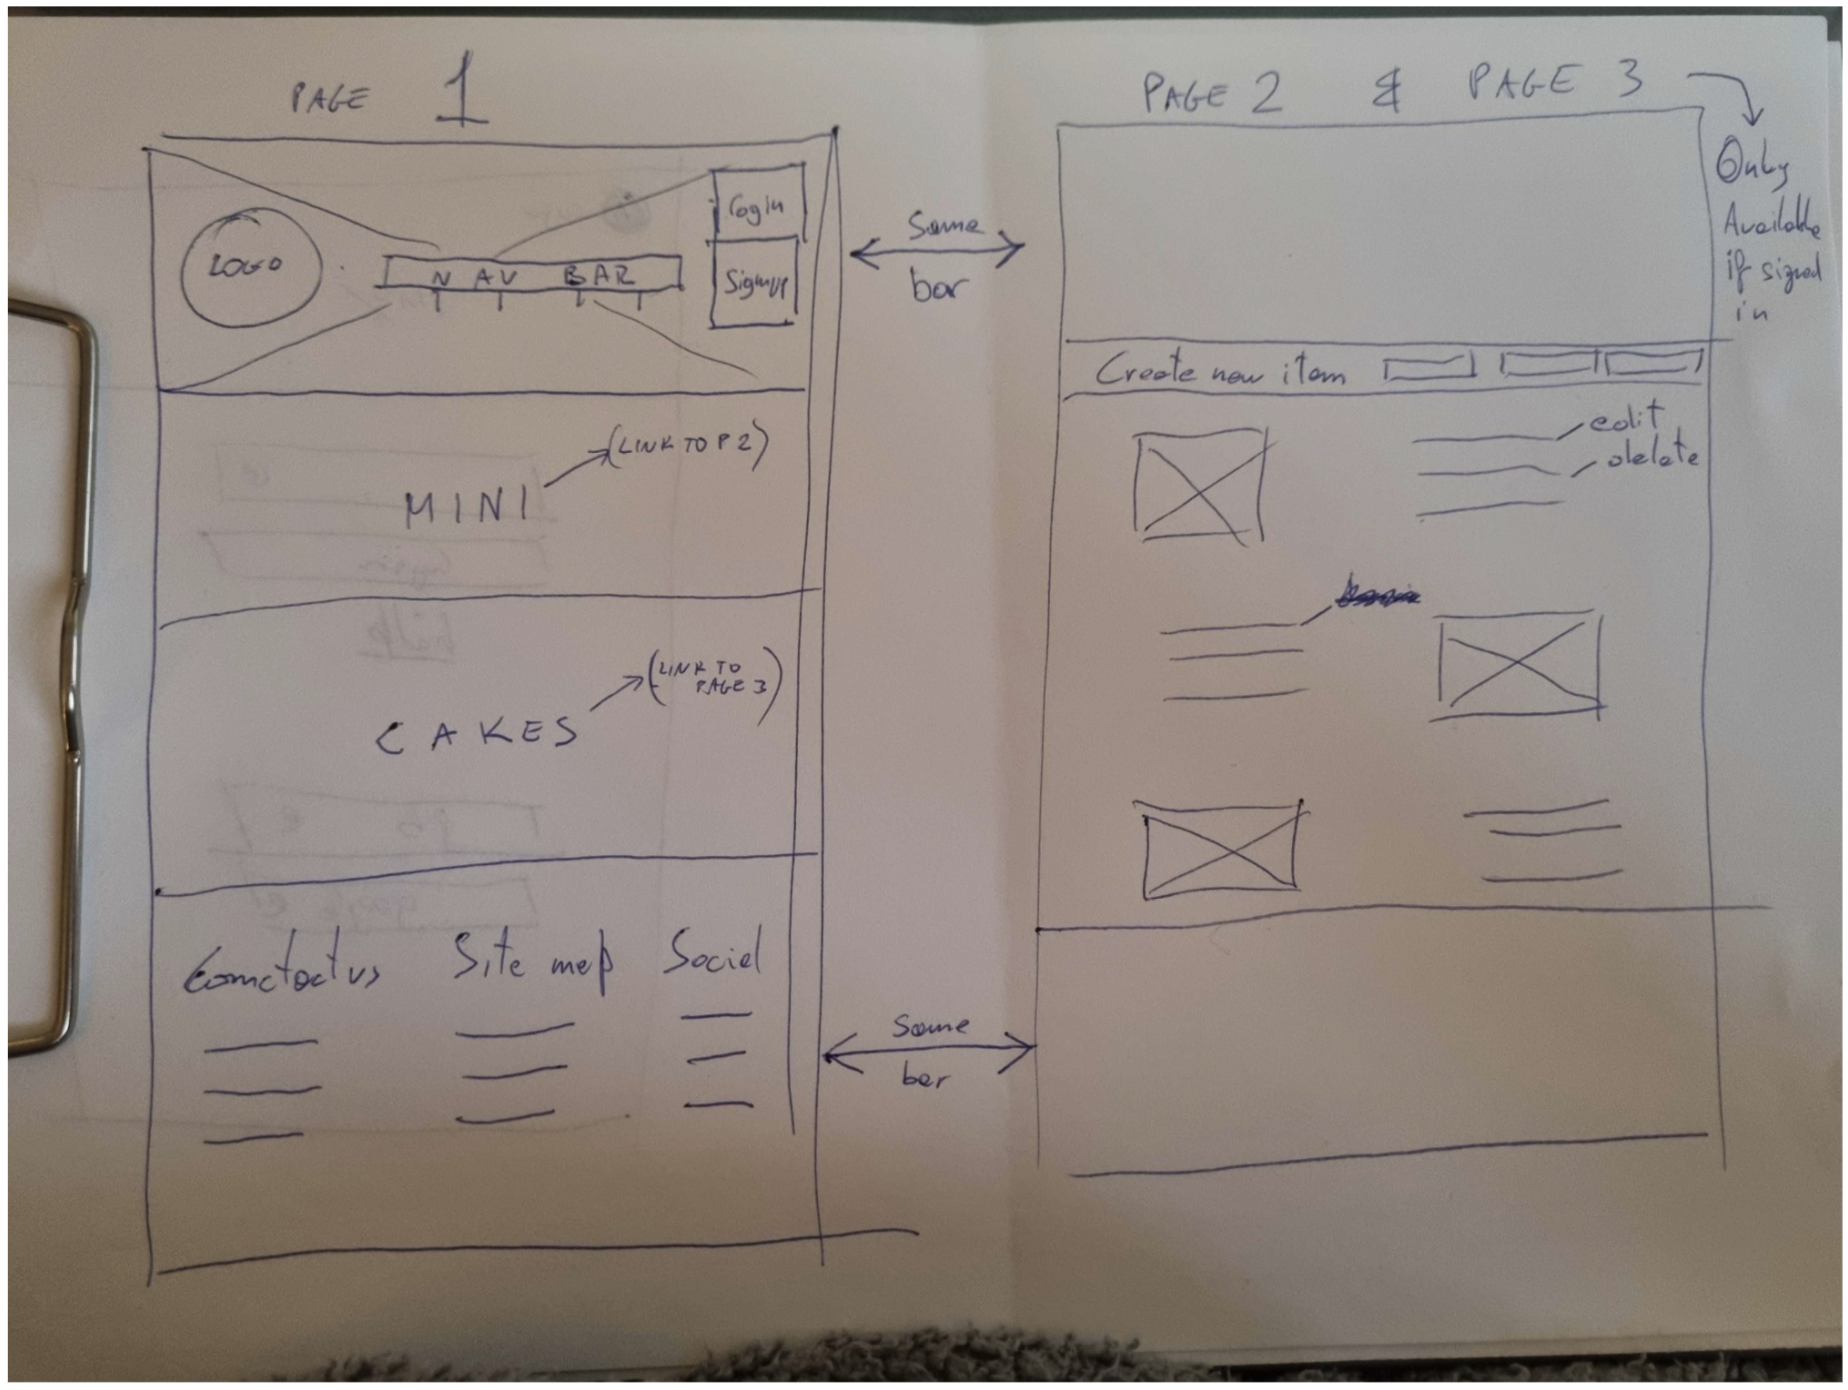 PAGE 1
LOGO
NAV BAR
Login
Signup
MINI
(LINK TO P2)
CAKES
(LINK TO
PAGE 3)
Contact us
Site map
Social
Same
bar
Same
bar
PAGE 2 & PAGE 3
Only
Available
if signed
in
Create new item
edit
delete